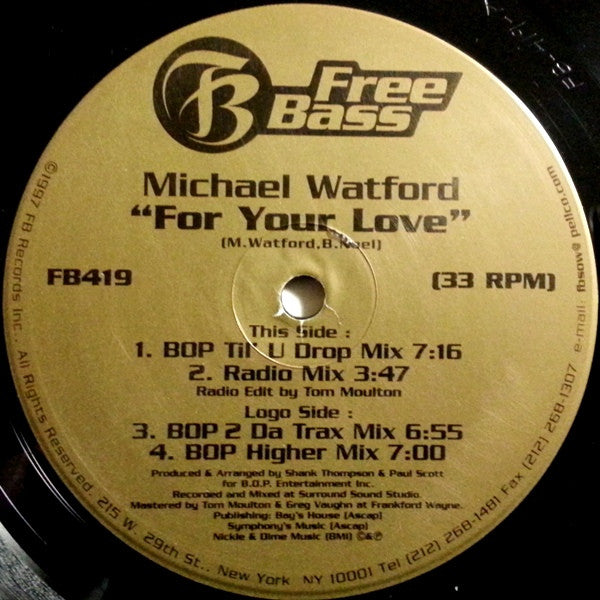 FB
Free
Bass
Michael Watford
"For Your Love"
(M.Watford,B.
FB419
(33 RPM)
This Side :
1. BOP Til' U Drop Mix 7:16
2. Radio Mix 3:47
Radio Edit by Tom Moulton
Logo Side :
3. BOP 2 Da Trax Mix 6:55
4. BOP Higher Mix 7:00
Produced & Arranged by Shank Thompson & Paul Scott
for B.O.P. Entertainment Inc.
Recorded and Mixed at Surround Sound Studio.
Mastered by Tom Moulton & Greg Vaughn at Frankford Wayne.
Publishing: Bay's House (Ascap)
Symphony's Music (Ascap)
Nickle & Dime Music (BMI) ©&℗
©1997 FB Records Inc.. All Rights Reserved. 215 W. 29th St., New York NY 10001 Tel (212) 268-1481 Fax (212) 268-1307 e-mail: fbsow@pellco.com